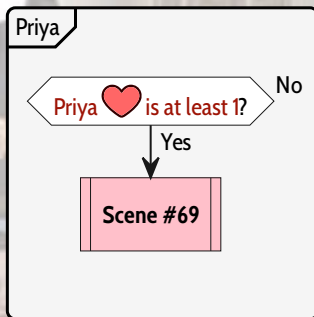 Priya
Priya ❤ is at least 1?
No
Yes
Scene #69